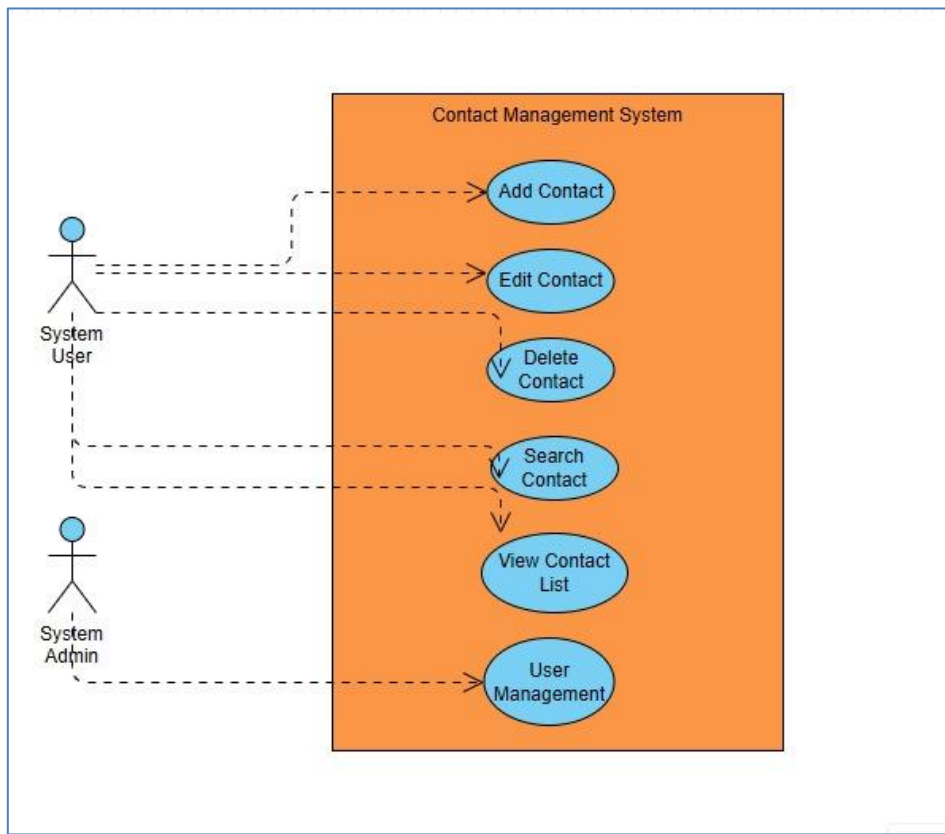 Contact Management System
Add Contact
Edit Contact
System
User
Delete
Contact
Search
Contact
View Contact
List
System
Admin
User
Management